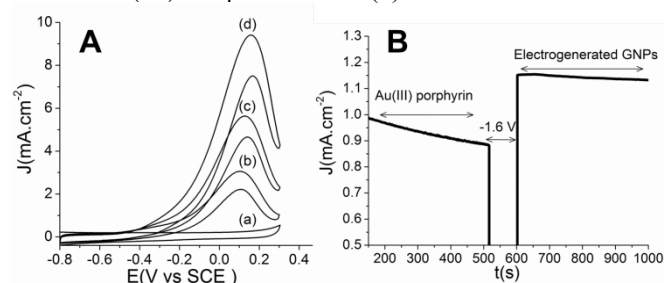 A
(d)
(c)
(b)
(a)
J(mA.cm⁻²)
10
8
6
4
2
0
-0.8 -0.6 -0.4 -0.2 0.0 0.2 0.4
E(V vs SCE )
B
Electrogenerated GNPs
Au(III) porphyrin
-1.6 V
J(mA.cm⁻²)
1.3
1.2
1.1
1.0
0.9
0.8
0.7
0.6
0.5
200 300 400 500 600 700 800 900 1000
t(s)